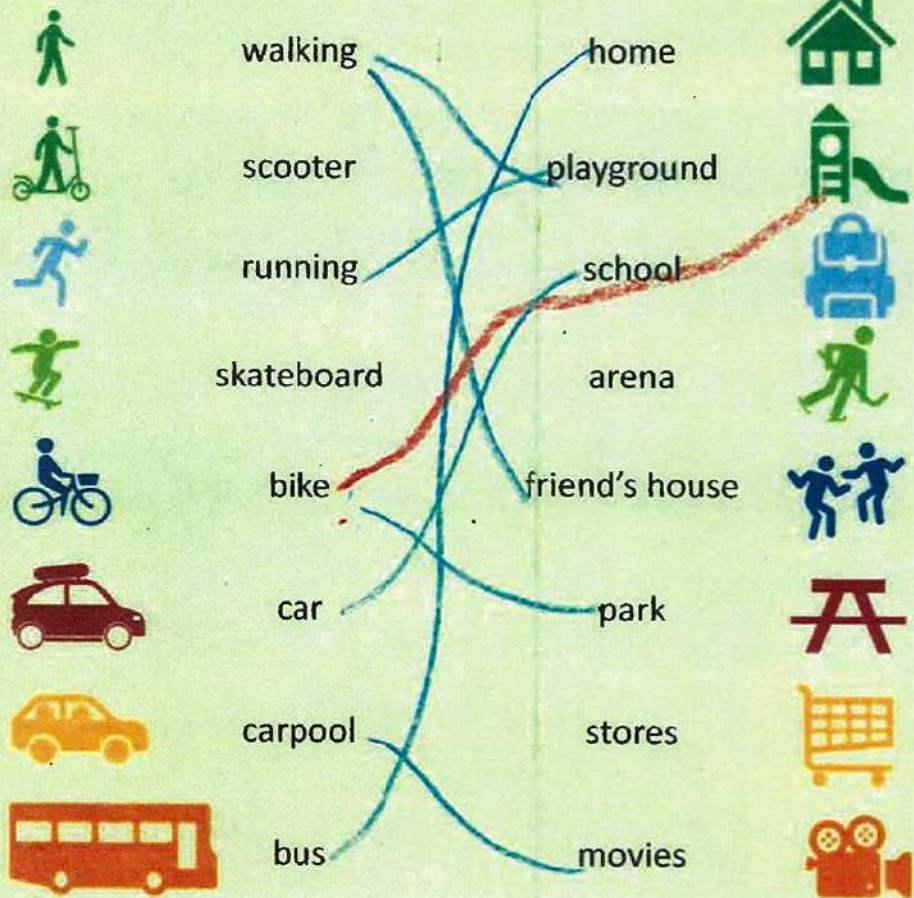 walking home
scooter playground
running school
skateboard arena
bike friend's house
car park
carpool stores
bus movies